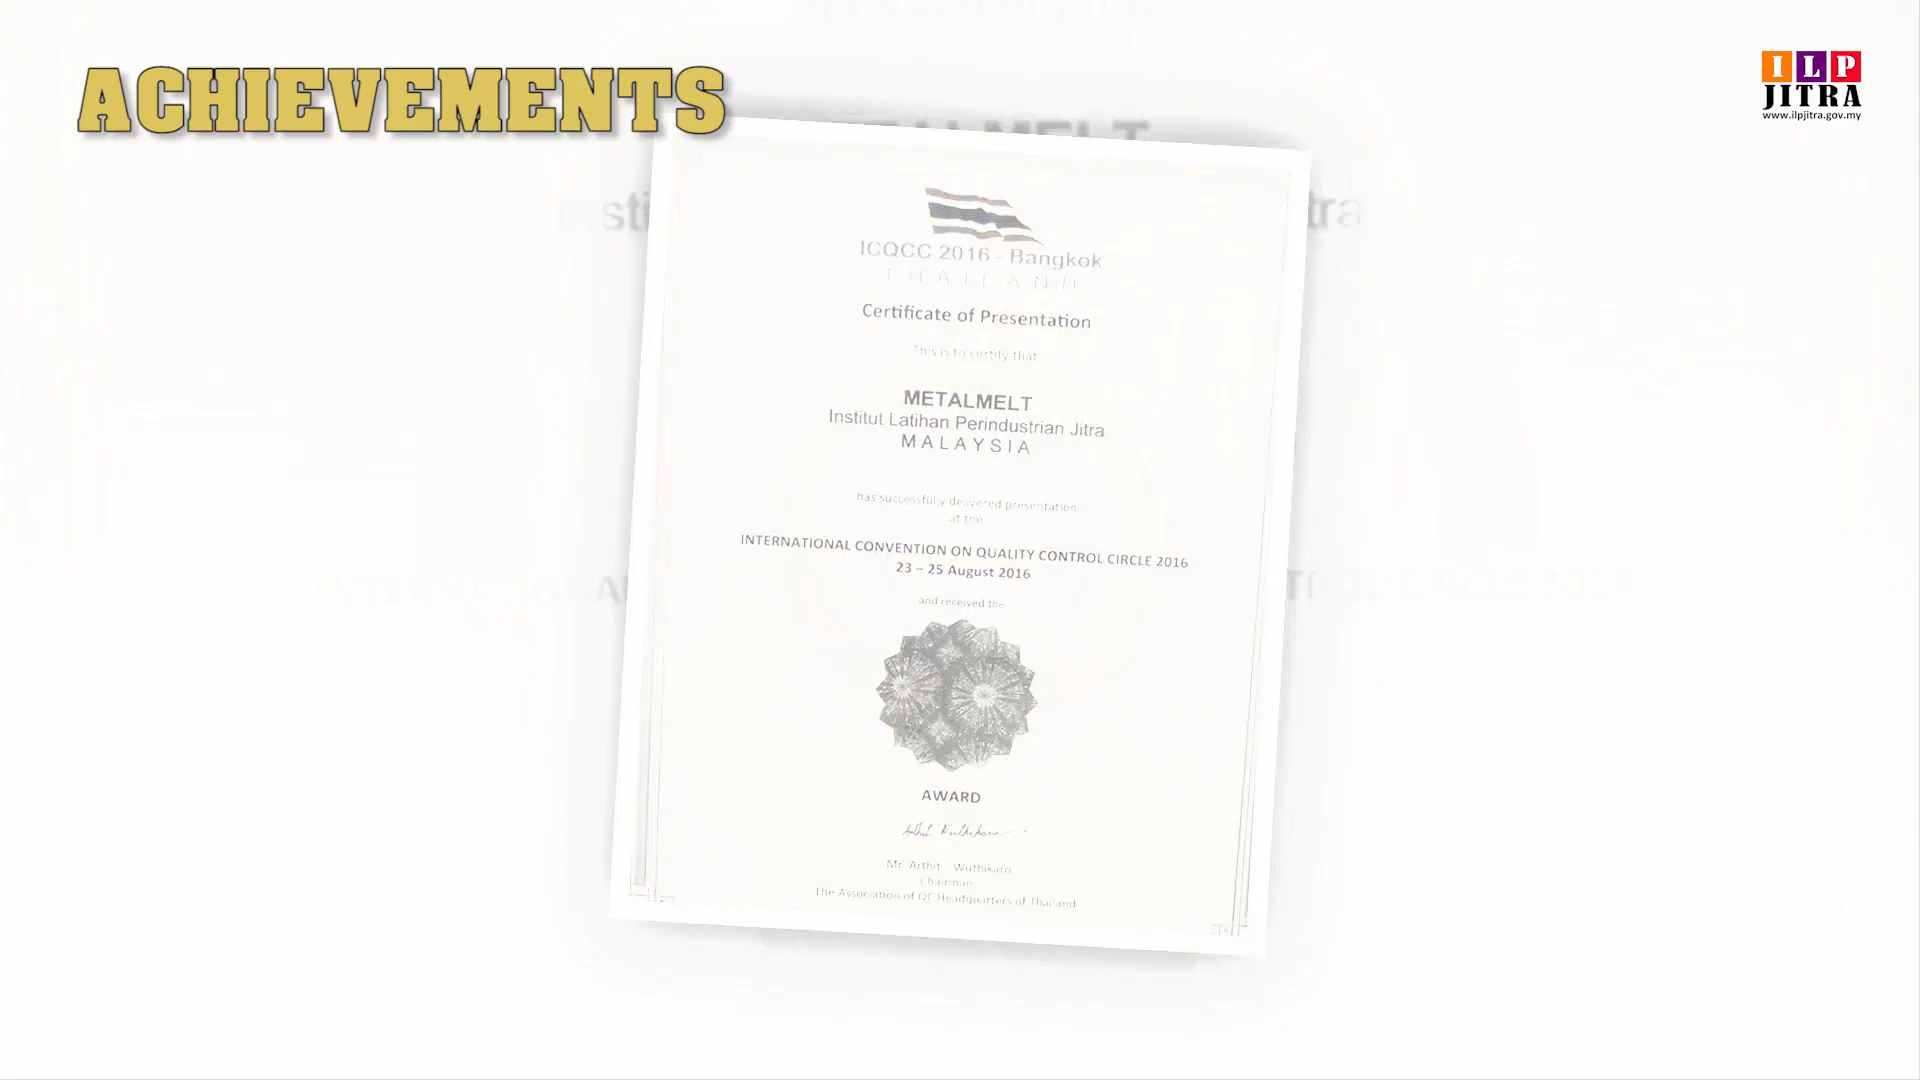 ACHIEVEMENTS
ILP
JITRA
www.ilpjitra.gov.my
ICQCC 2016 - Bangkok
THAILAND
Certificate of Presentation
This is to certify that
METALMELT
Institut Latihan Perindustrian Jitra
MALAYSIA
has successfully delivered presentation
at the
INTERNATIONAL CONVENTION ON QUALITY CONTROL CIRCLE 2016
23 – 25 August 2016
and received the
AWARD
Mr. Arthit Wuthikaro
Chairman
The Association of QC Headquarters of Thailand